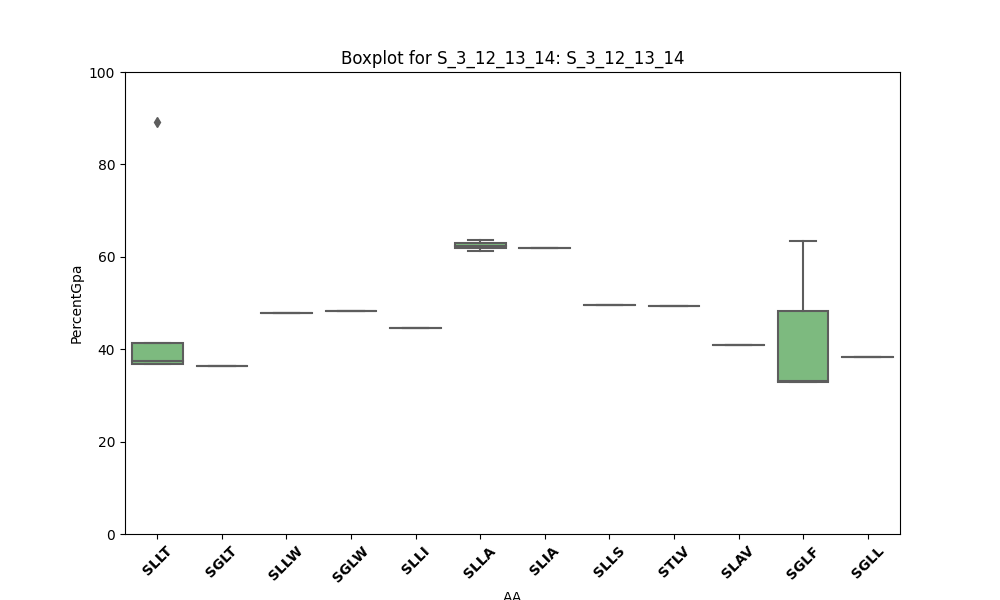 Boxplot for S_3_12_13_14: S_3_12_13_14
100
80
60
40
20
0
PercentGpa
SLLT SGLT SLLW SGLW SLLI SLLA SLIA SLLS STLV SLAV SGLF SGLL
AA